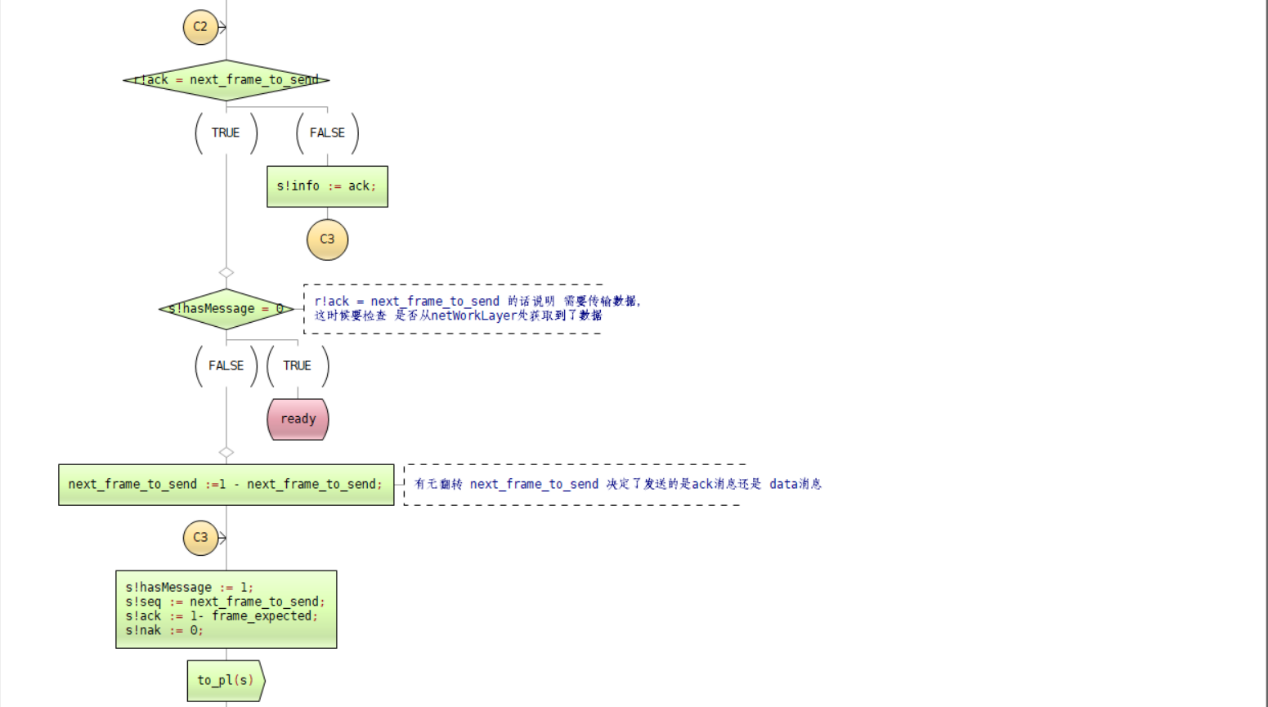 C2
r!ack = next_frame_to_send
TRUE
FALSE
s!info := ack;
C3
s!hasMessage = 0
r!ack = next_frame_to_send 的话说明 需要传输数据,
这时候要检查 是否从netWorkLayer先获取到了数据
FALSE
TRUE
ready
next_frame_to_send :=1 - next_frame_to_send;
有无翻转 next_frame_to_send 决定了发送的是ack消息还是 data消息
C3
s!hasMessage := 1;
s!seq := next_frame_to_send;
s!ack := 1- frame_expected;
s!nak := 0;
to_pl(s)